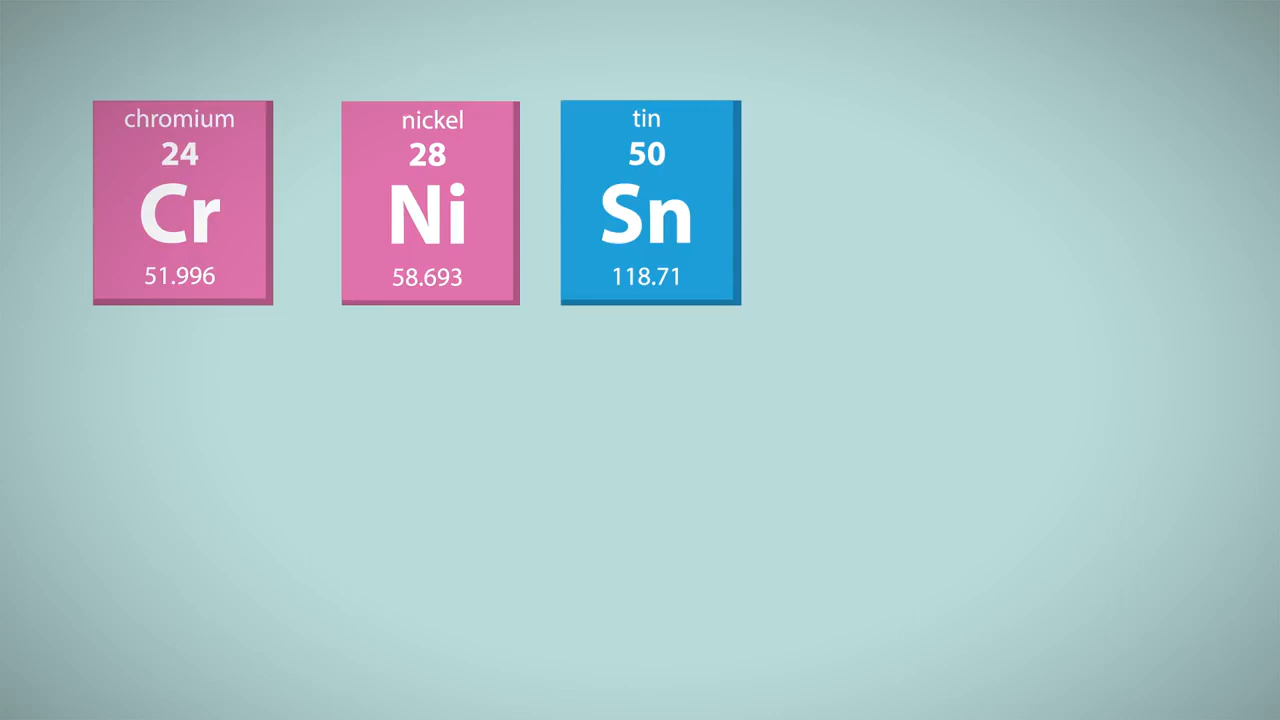 chromium
24
Cr
51.996
nickel
28
Ni
58.693
tin
50
Sn
118.71